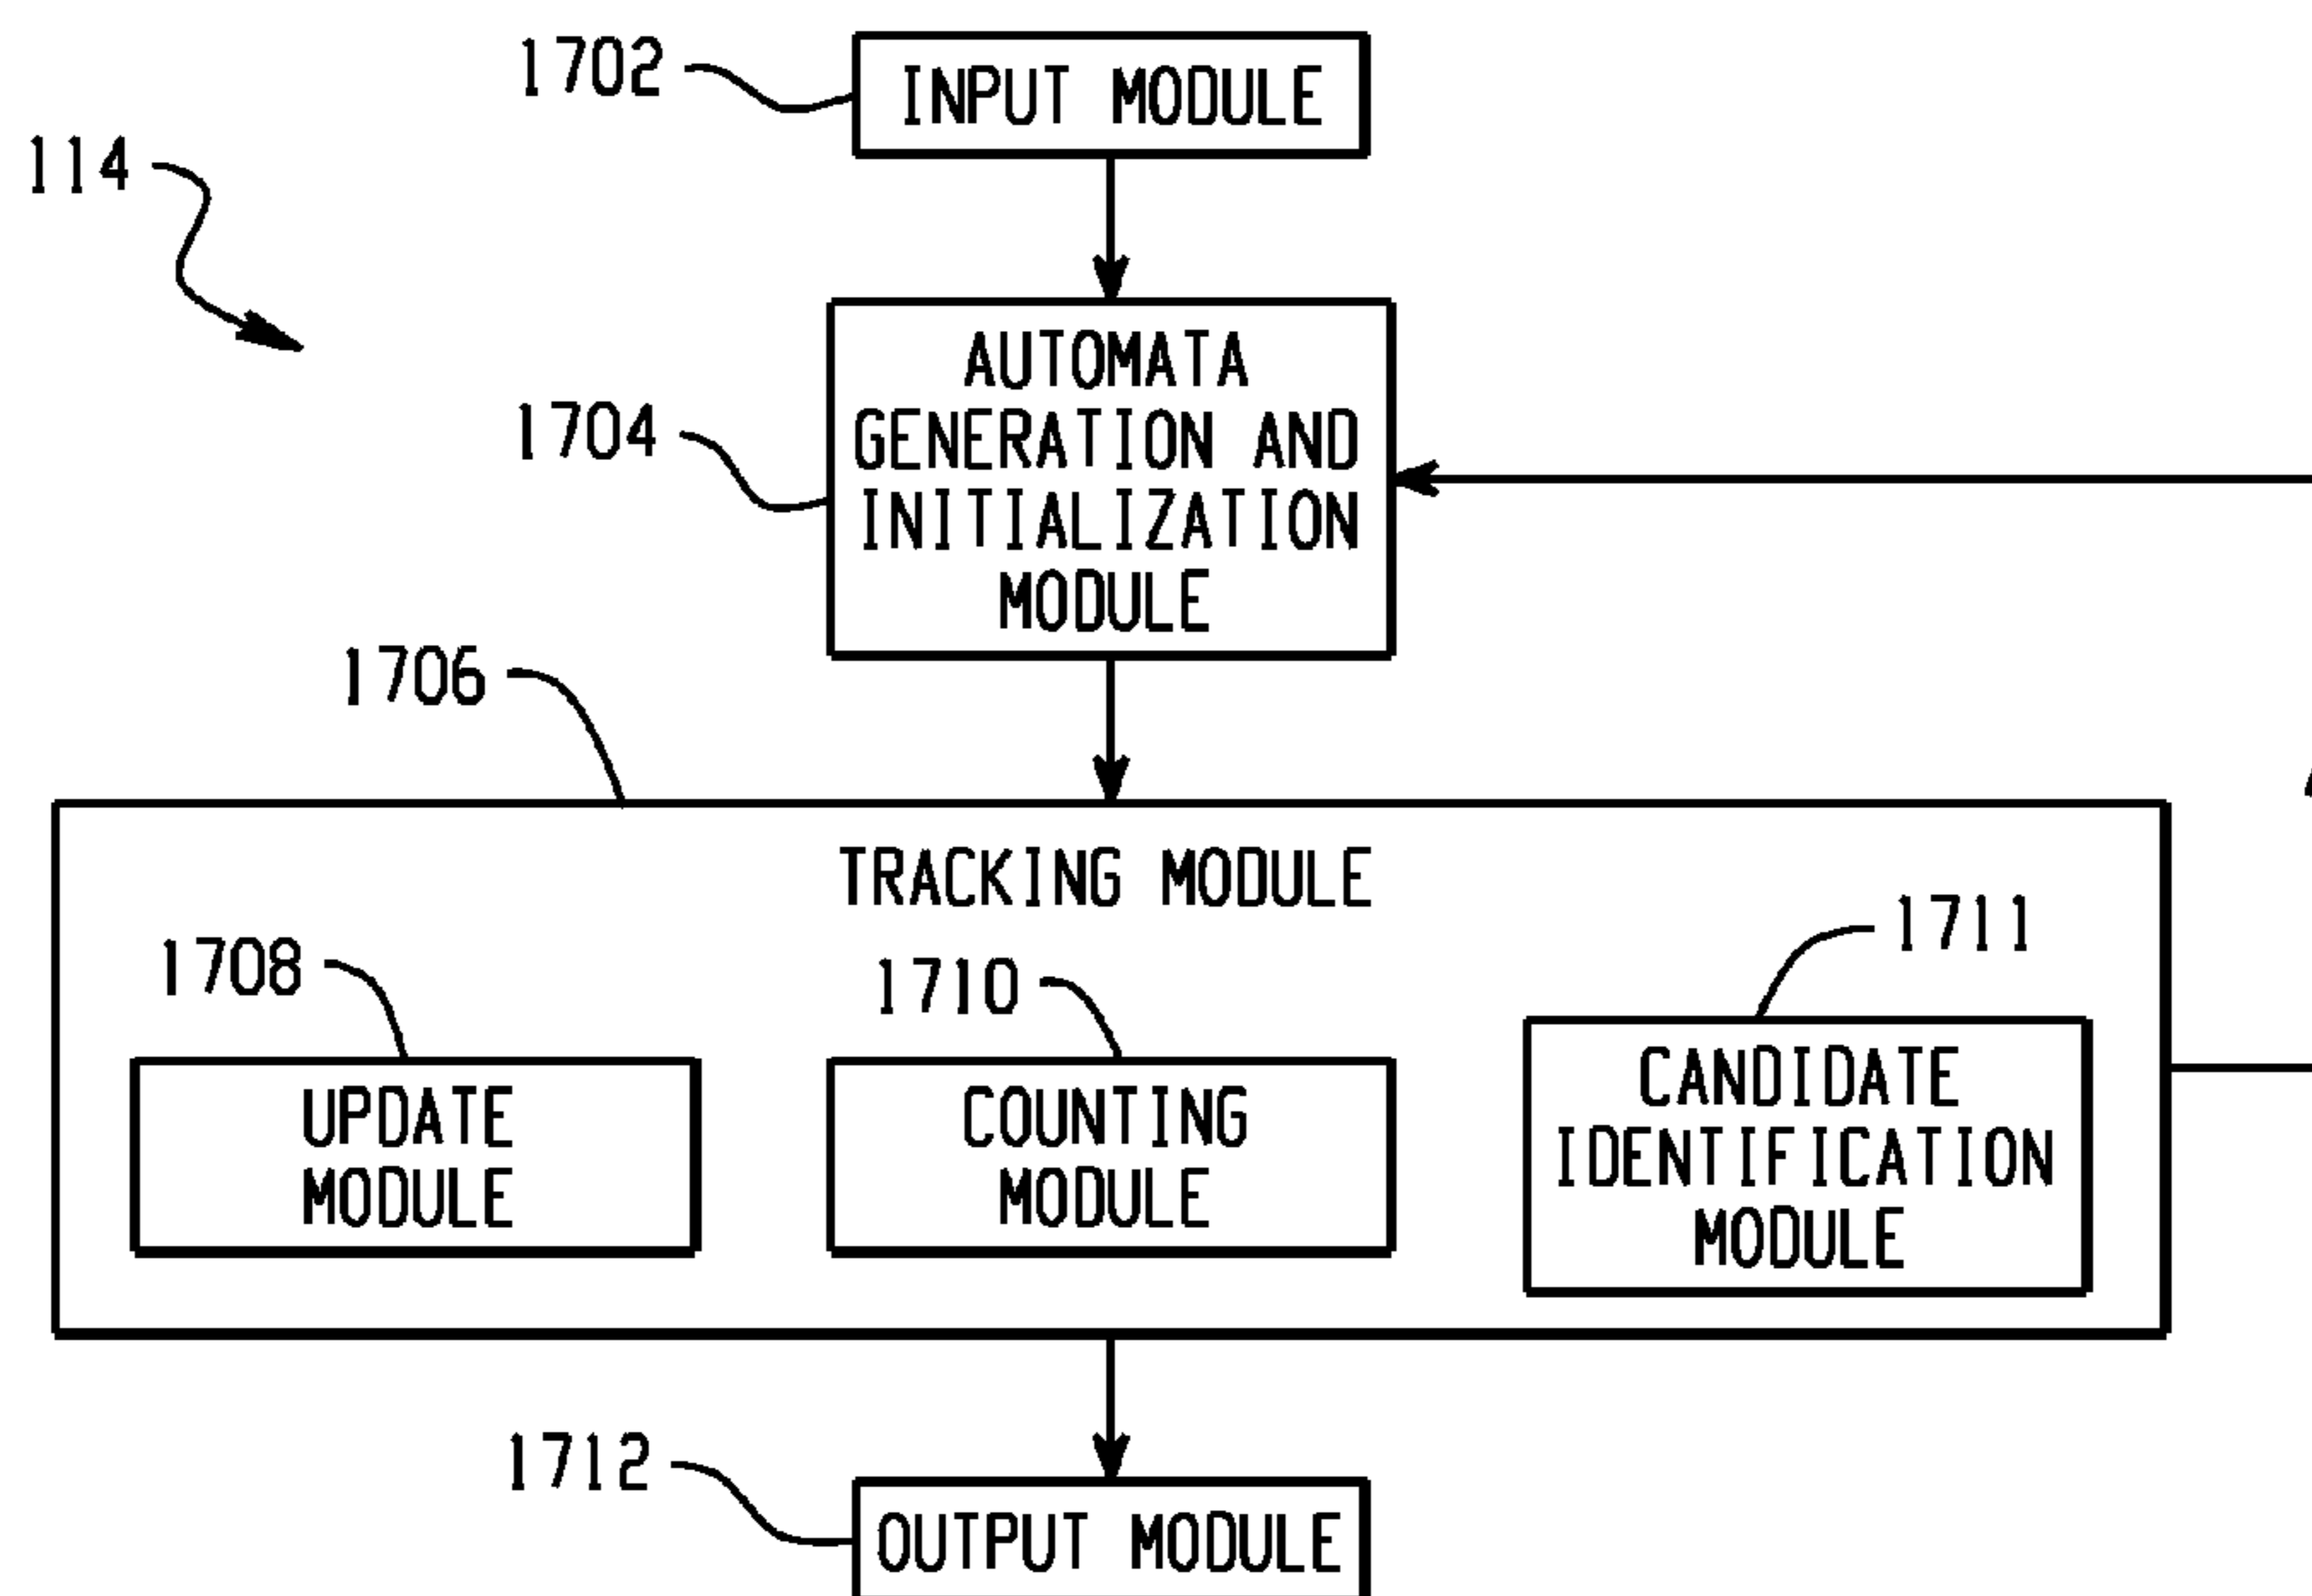 1702
INPUT MODULE
114
AUTOMATA
GENERATION AND
INITIALIZATION
MODULE
1704
1706
TRACKING MODULE
1708
1710
1711
UPDATE
MODULE
COUNTING
MODULE
CANDIDATE
IDENTIFICATION
MODULE
1712
OUTPUT MODULE